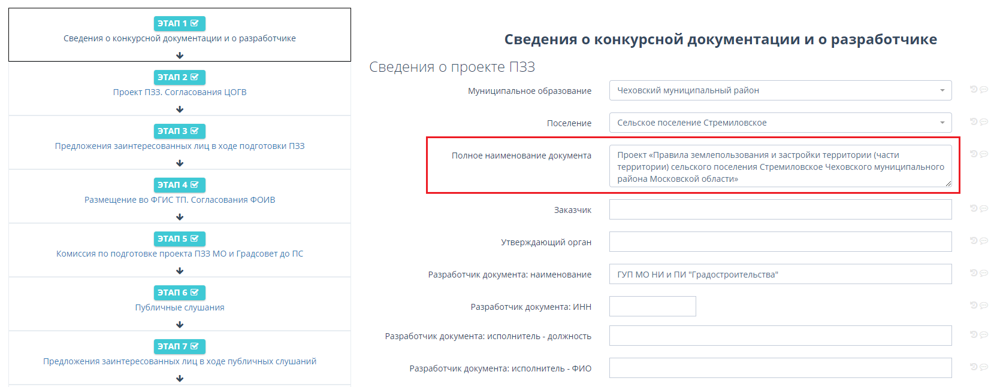 ЭТАП 1
Сведения о конкурсной документации и о разработчике
ЭТАП 2
Проект ПЗЗ. Согласования ЦОГВ
ЭТАП 3
Предложения заинтересованных лиц в ходе подготовки ПЗЗ
ЭТАП 4
Размещение во ФГИС ТП. Согласования ФОИВ
ЭТАП 5
Комиссия по подготовке проекта ПЗЗ МО и Градсовет до ПС
ЭТАП 6
Публичные слушания
ЭТАП 7
Предложения заинтересованных лиц в ходе публичных слушаний
Сведения о конкурсной документации и о разработчике
Сведения о проекте ПЗЗ
Муниципальное образование
Чеховский муниципальный район
Поселение
Сельское поселение Стремиловское
Полное наименование документа
Проект «Правила землепользования и застройки территории (части
территории) сельского поселения Стремиловское Чеховского муниципального
района Московской области»
Заказчик
Утверждающий орган
Разработчик документа: наименование
ГУП МО НИ и ПИ "Градостроительства"
Разработчик документа: ИНН
Разработчик документа: исполнитель - должность
Разработчик документа: исполнитель - ФИО